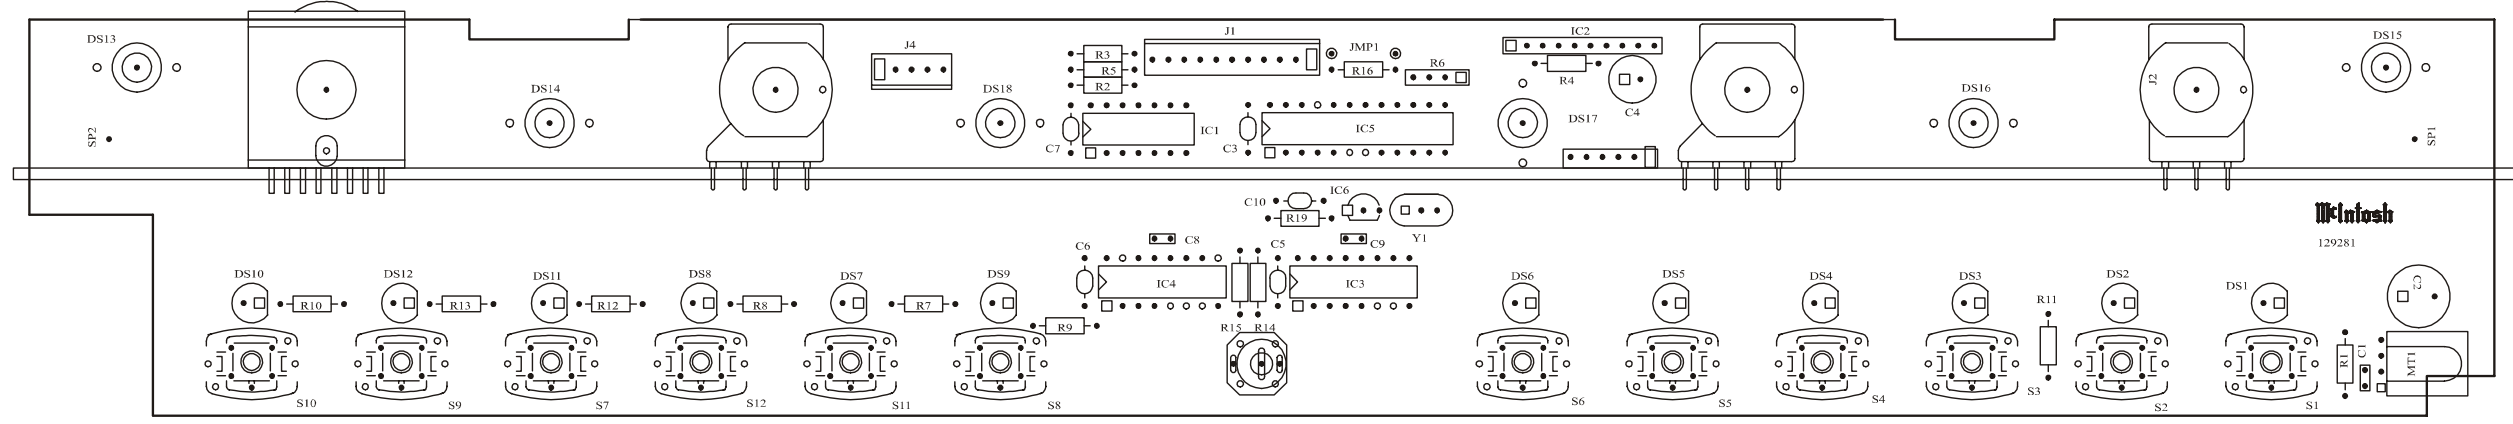 J1
IC2
DS15
DS13
J4
JMP1
R3
R6
R5
R16
J2
R4
R2
DS14
DS18
DS16
C4
DS17
SP2
IC1
IC5
SP1
C7
C3
IC6
C10
R19
McIntosh
Y1
C8
C9
129281
C6
C5
DS10
DS12
DS11
DS8
DS7
DS9
DS6
DS5
DS4
DS3
DS2
DS1
C2
IC4
IC3
R10
R13
R12
R8
R7
R11
R9
R15
R14
C1
R1
MT1
S10
S9
S7
S12
S11
S8
S6
S5
S4
S3
S2
S1